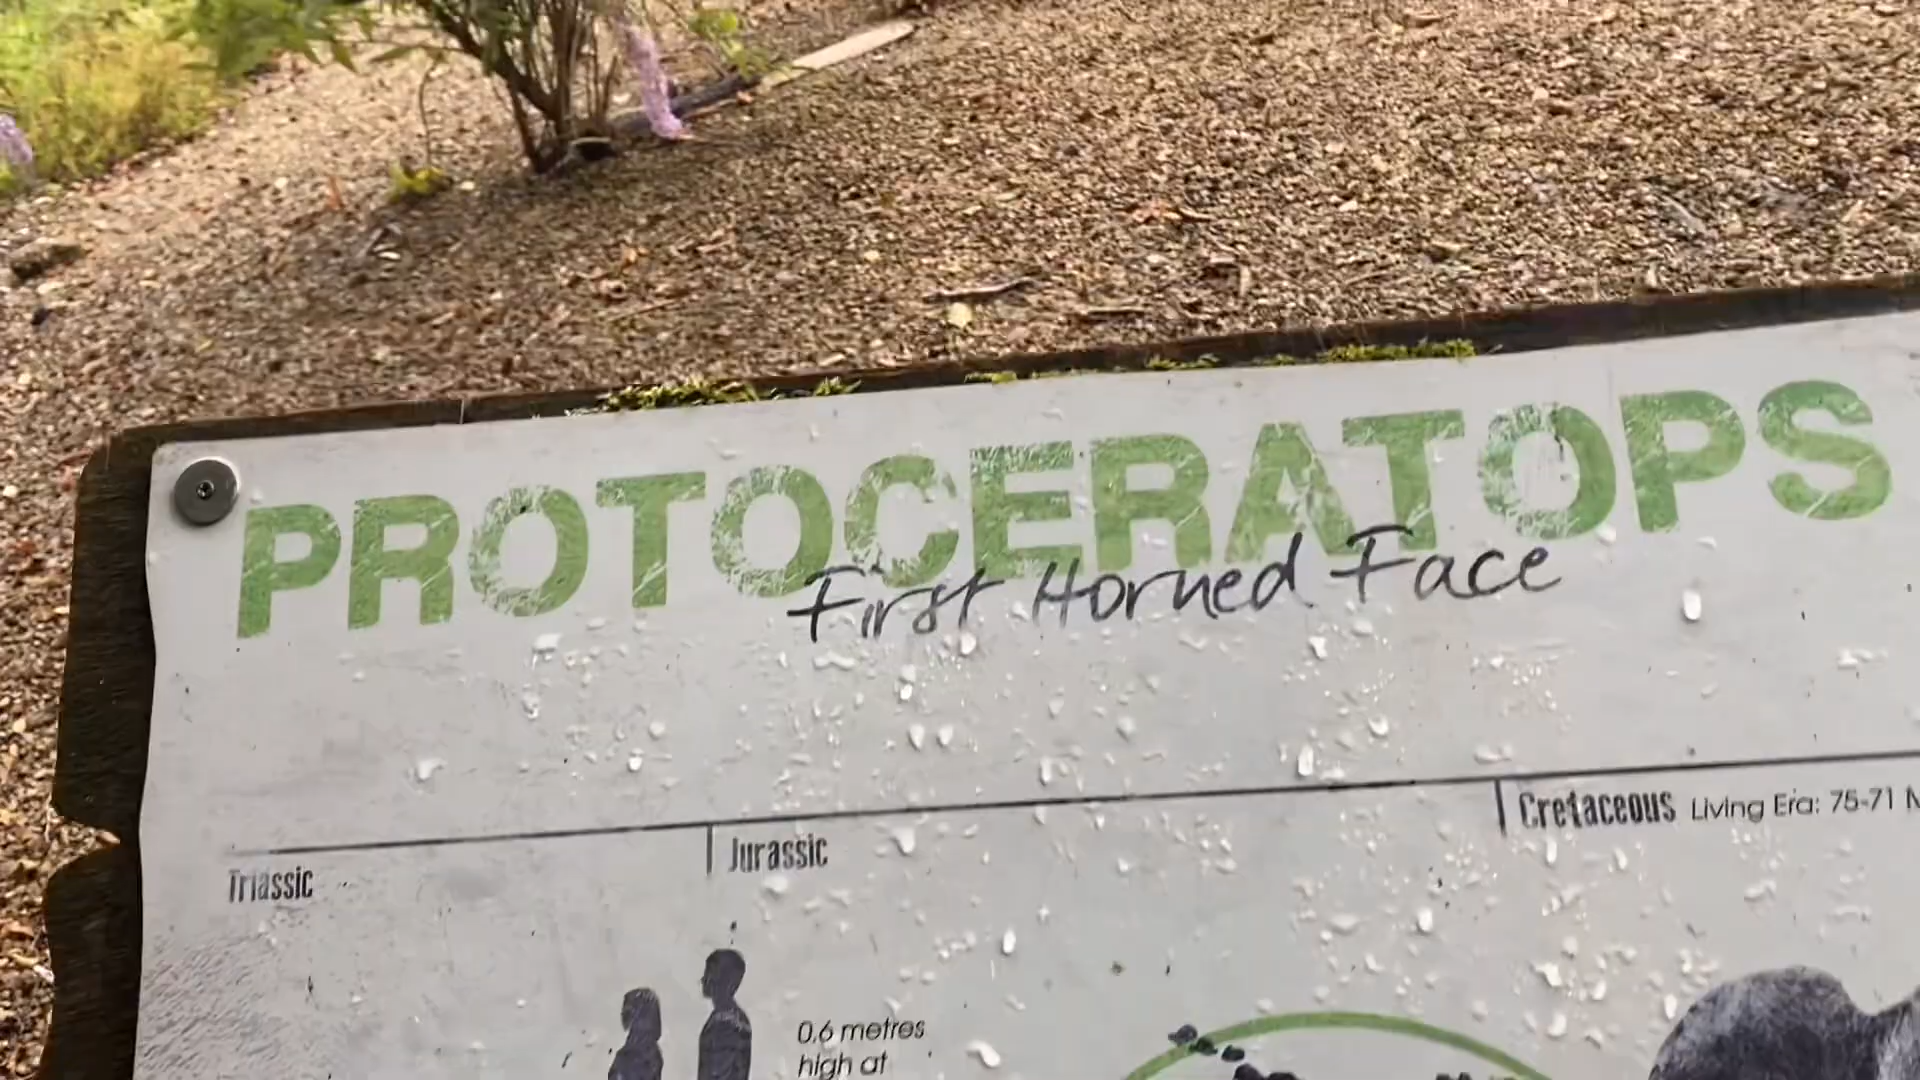 PROTOCERATOPS
First Horned Face
Triassic
Jurassic
Cretaceous Living Era: 75-71
0.6 metres
high at